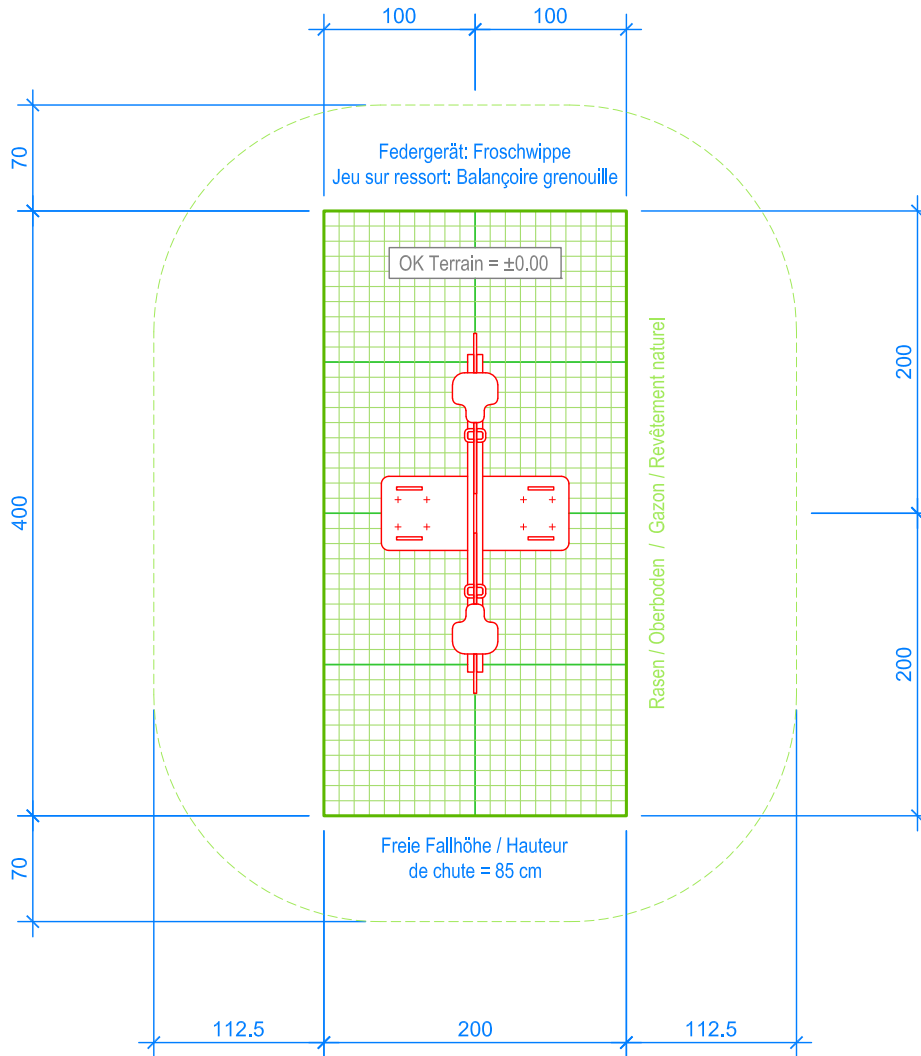 100
100
70
Federgerät: Froschwippe
Jeu sur ressort: Balançoire grenouille
OK Terrain = ±0.00
200
400
Rasen / Oberboden / Gazon / Revêtement naturel
200
70
Freie Fallhöhe / Hauteur
de chute = 85 cm
112.5
200
112.5